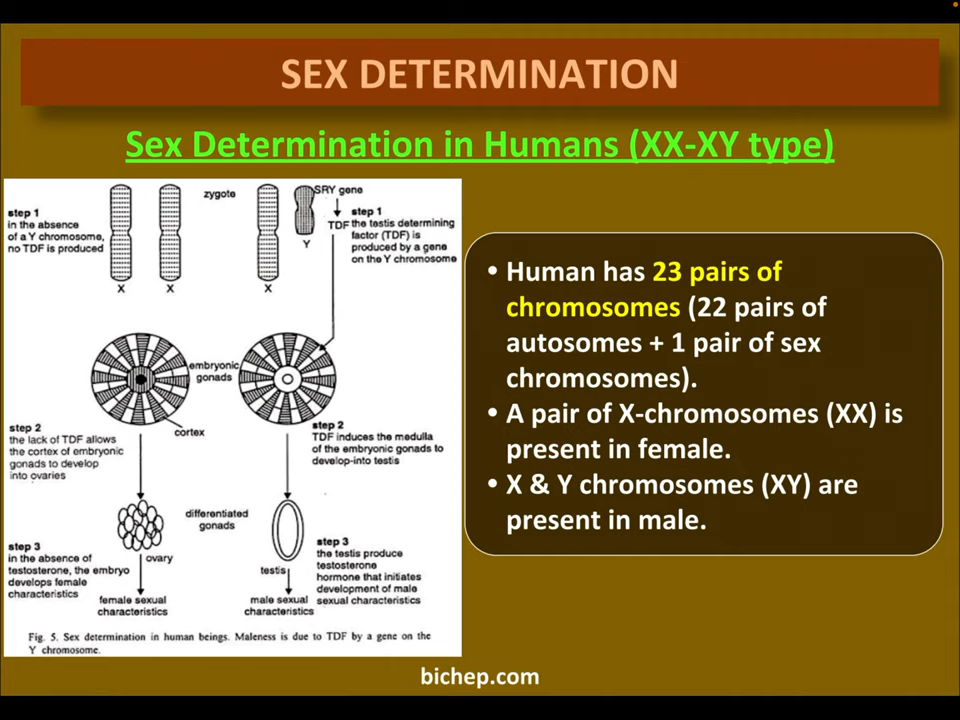 SEX DETERMINATION
Sex Determination in Humans (XX-XY type)
zygote
SRY gene
step 1
in the absence
of a Y chromosome,
no TDF is produced
X
X
X
Y
TDF
step 1
the testis determining
factor (TDF) is
produced by a gene
on the Y chromosome
embryonic
gonads
cortex
step 2
the lack of TDF allows
the cortex of embryonic
gonads to develop
into ovaries
step 2
TDF induces the medulla
of the embryonic gonads to
develop-into testis
differentiated
gonads
step 3
in the absence of
testosterone, the embryo
develops female
characteristics
ovary
female sexual
characteristics
testis
male sexual
characteristics
step 3
the testis produce
testosterone
hormone that initiates
development of male
sexual characteristics
Fig. 5. Sex determination in human beings. Maleness is due to TDF by a gene on the
Y chromosome.
• Human has 23 pairs of
chromosomes (22 pairs of
autosomes + 1 pair of sex
chromosomes).
• A pair of X-chromosomes (XX) is
present in female.
• X & Y chromosomes (XY) are
present in male.
bichep.com